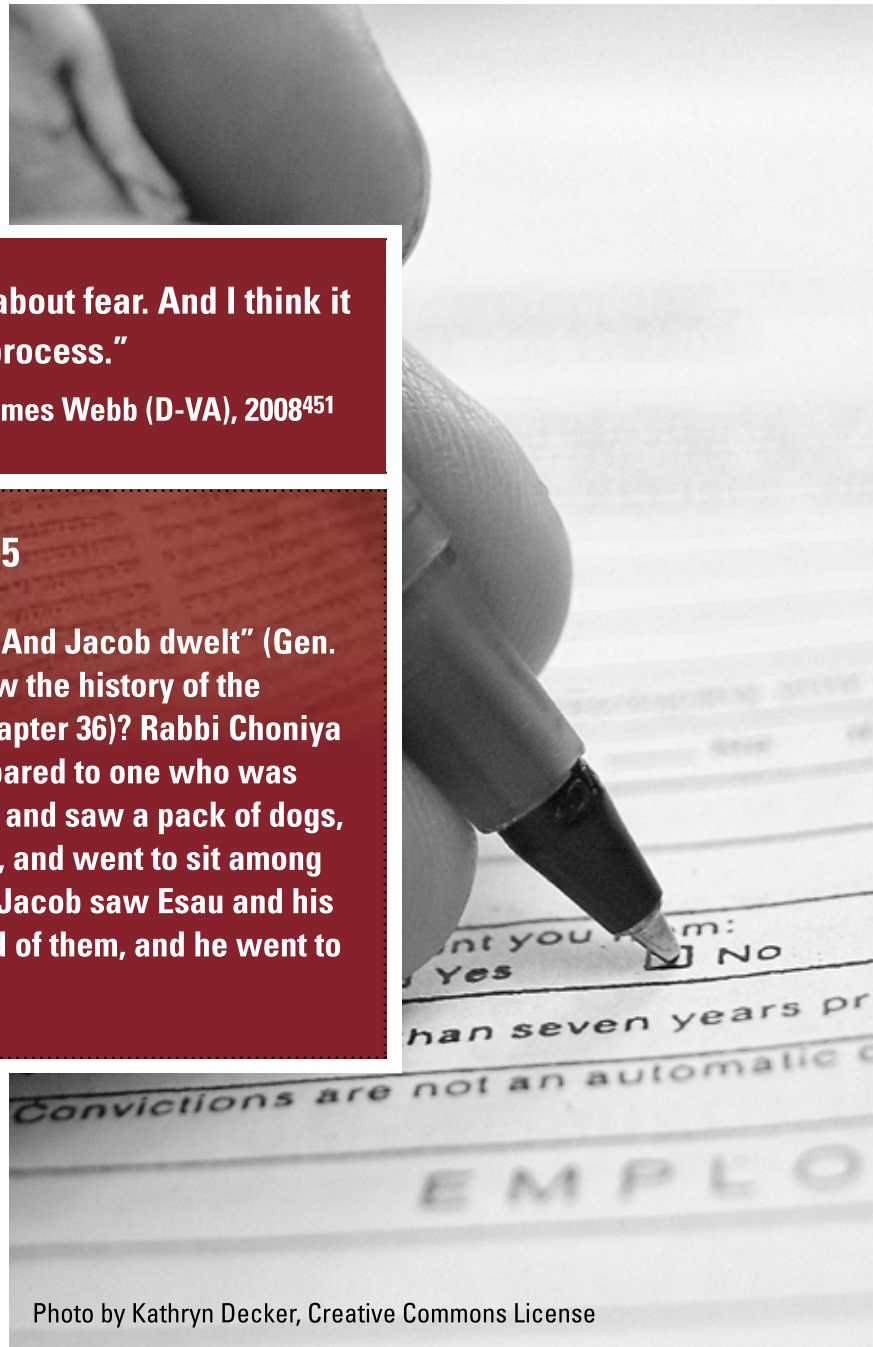 about fear. And I think it
process.”
mes Webb (D-VA), 2008451
5
And Jacob dwelt” (Gen.
w the history of the
apter 36)? Rabbi Choniya
pared to one who was
and saw a pack of dogs,
, and went to sit among
Jacob saw Esau and his
d of them, and he went to
nt you m:
Yes No
han seven years pr
Convictions are not an automatic
EMPLO
Photo by Kathryn Decker, Creative Commons License